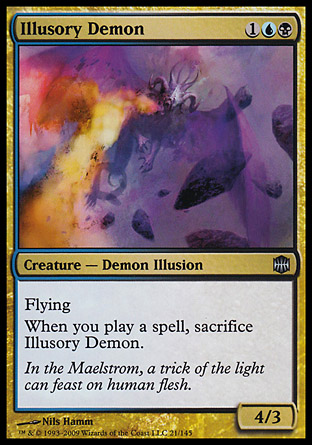 Illusory Demon 1
Creature — Demon Illusion
Flying
When you play a spell, sacrifice
Illusory Demon.
In the Maelstrom, a trick of the light
can feast on human flesh.
Nils Hamm
4/3
™ & © 1993–2009 Wizards of the Coast LLC 21/145